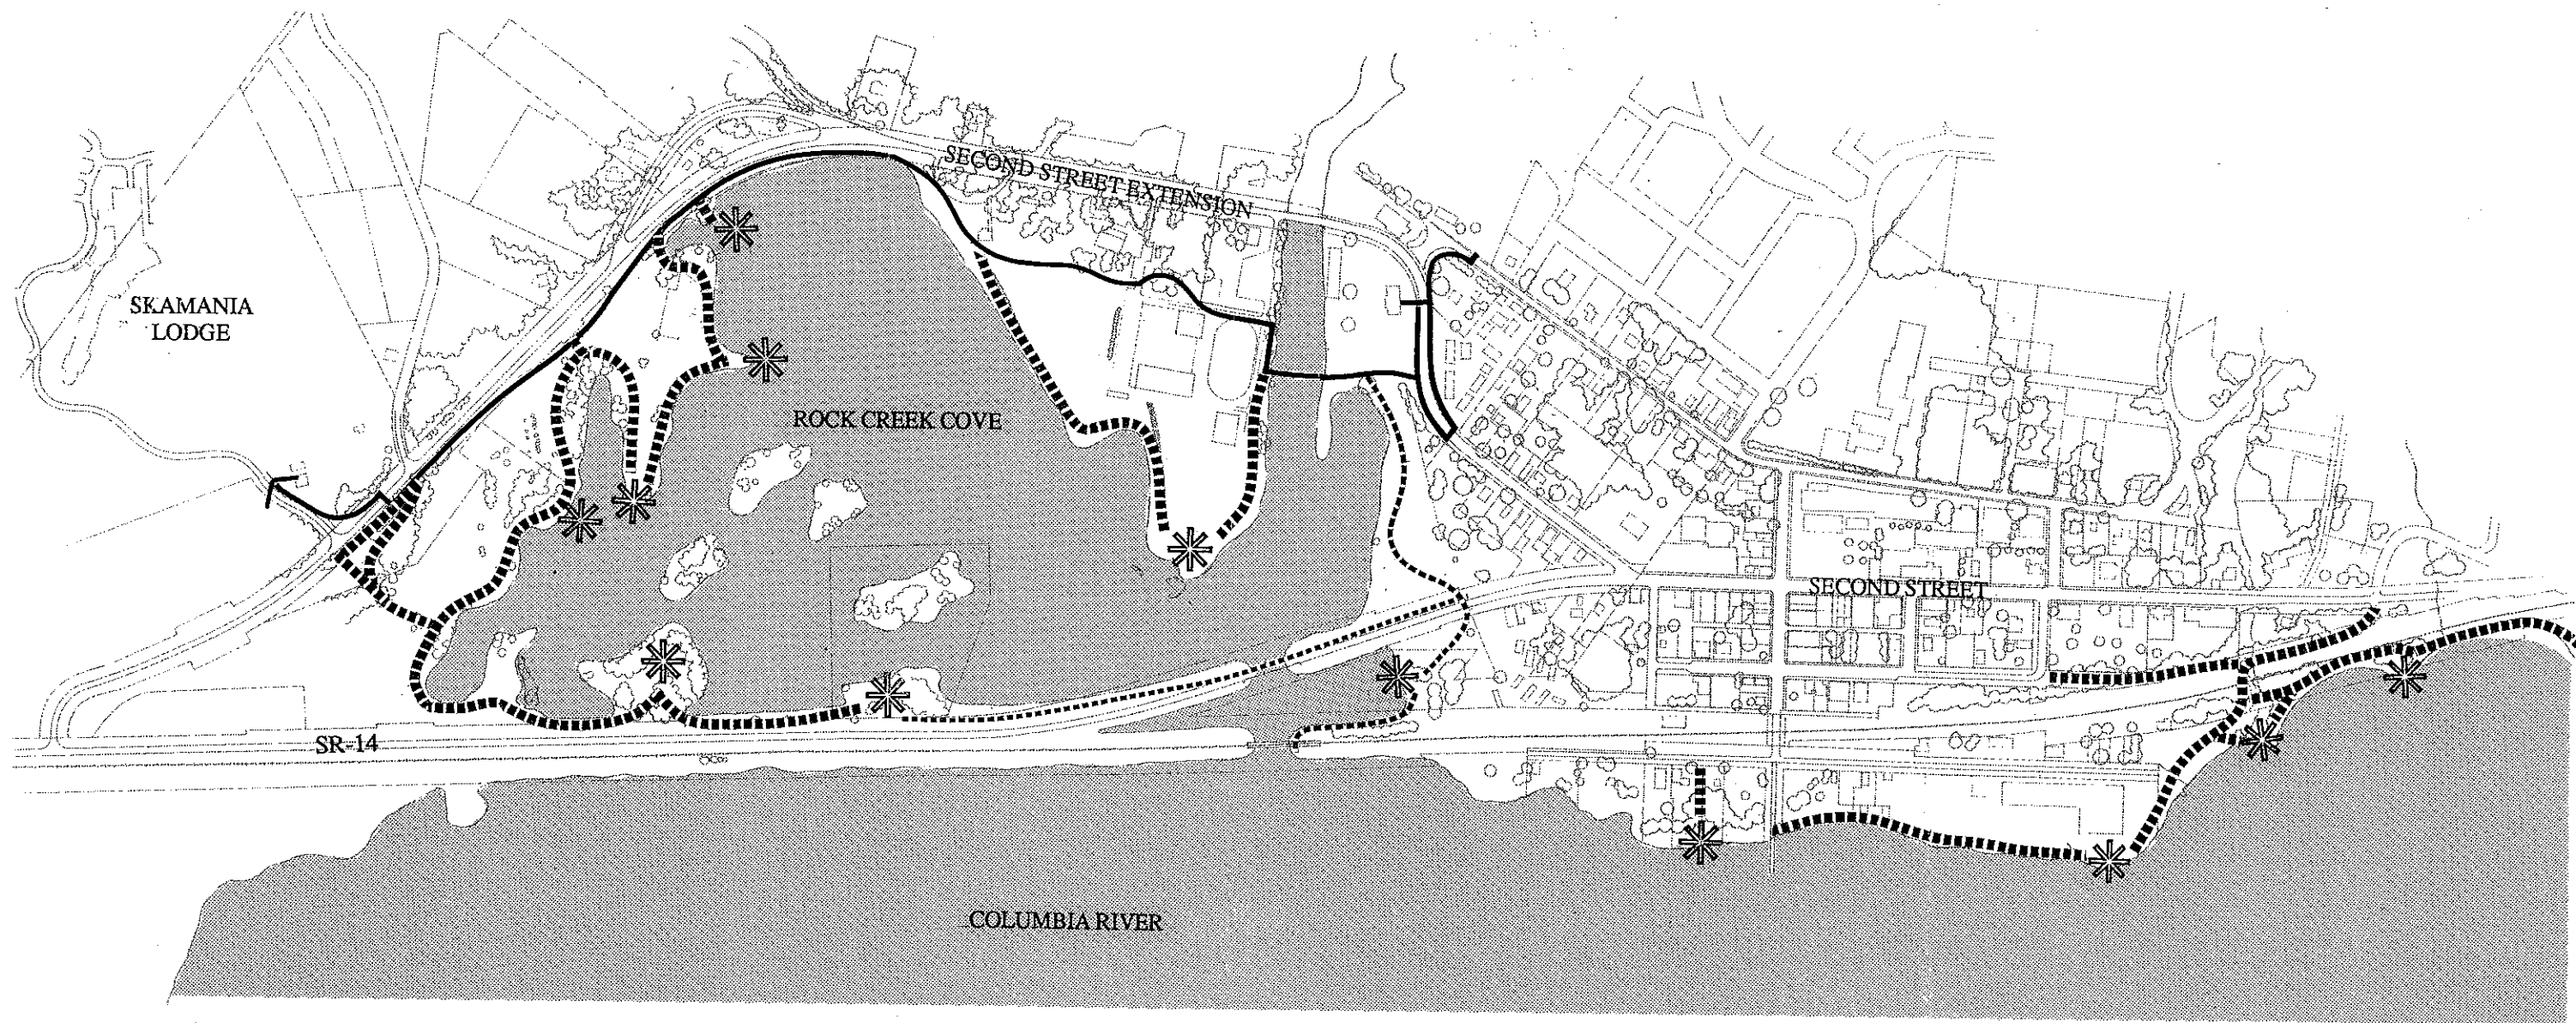 SECOND STREET EXTENSION
SKAMANIA
LODGE
ROCK CREEK COVE
SECOND STREET
SR-14
COLUMBIA RIVER